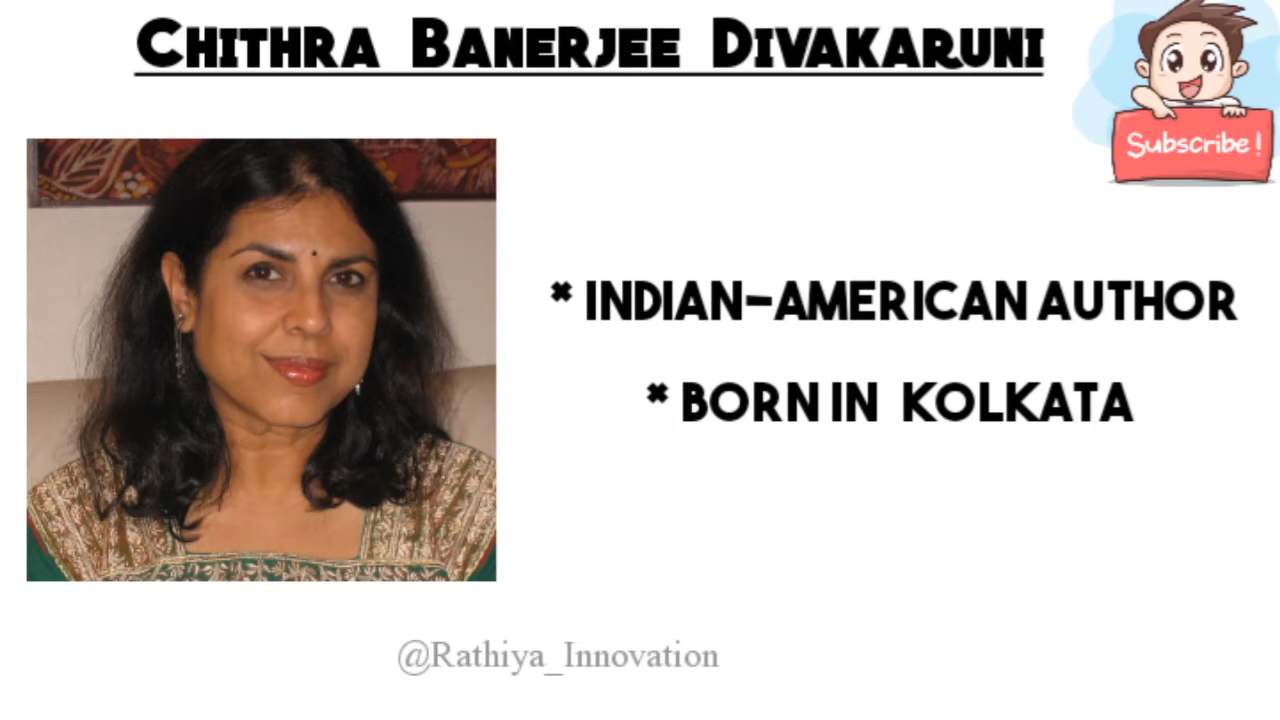 CHITHRA BANERJEE DIVAKARUNI
Subscribe!
* INDIAN-AMERICAN AUTHOR
* BORN IN KOLKATA
@Rathiya_Innovation